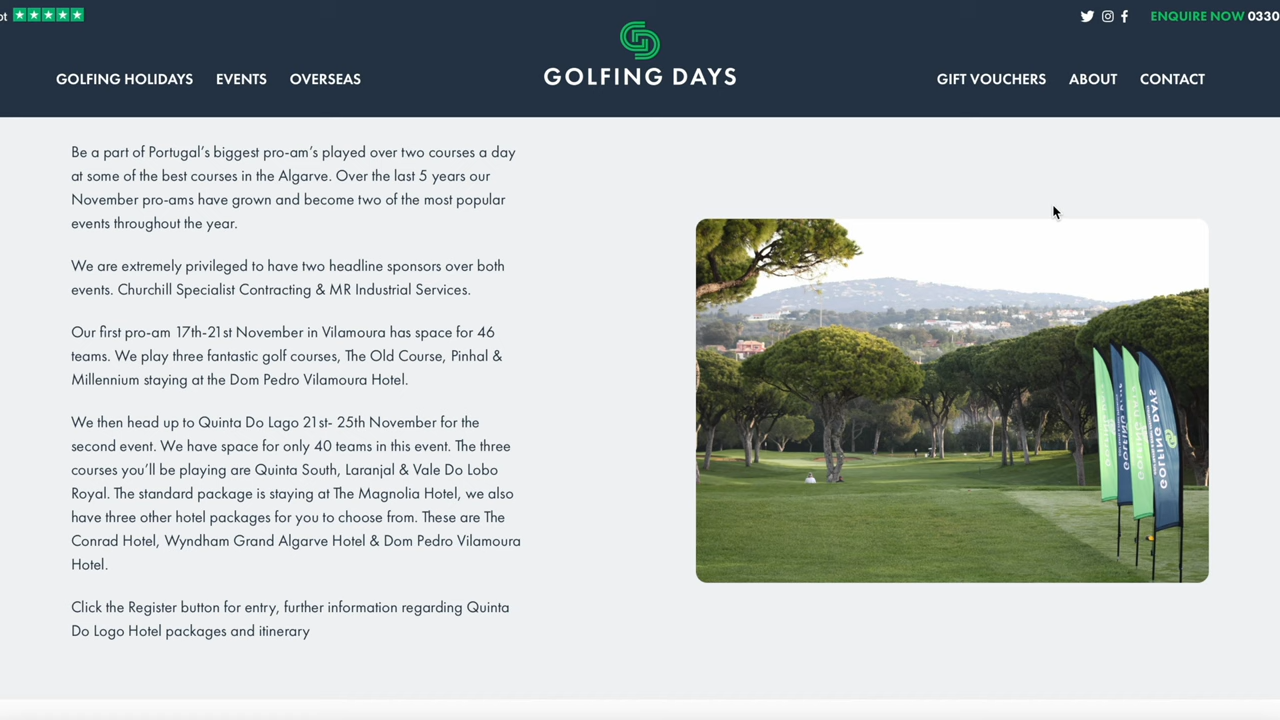 ot
ENQUIRE NOW 0330
GOLFING HOLIDAYS EVENTS OVERSEAS
GOLFING DAYS
GIFT VOUCHERS ABOUT CONTACT
Be a part of Portugal’s biggest pro-am’s played over two courses a day
at some of the best courses in the Algarve. Over the last 5 years our
November pro-ams have grown and become two of the most popular
events throughout the year.
We are extremely privileged to have two headline sponsors over both
events. Churchill Specialist Contracting & MR Industrial Services.
Our first pro-am 17th-21st November in Vilamoura has space for 46
teams. We play three fantastic golf courses, The Old Course, Pinhal &
Millennium staying at the Dom Pedro Vilamoura Hotel.
We then head up to Quinta Do Lago 21st- 25th November for the
second event. We have space for only 40 teams in this event. The three
courses you’ll be playing are Quinta South, Laranjal & Vale Do Lobo
Royal. The standard package is staying at The Magnolia Hotel, we also
have three other hotel packages for you to choose from. These are The
Conrad Hotel, Wyndham Grand Algarve Hotel & Dom Pedro Vilamoura
Hotel.
Click the Register button for entry, further information regarding Quinta
Do Logo Hotel packages and itinerary
GOLFING DAYS
GOLFING DAYS
GOLFING DAYS
GOLFING DAYS